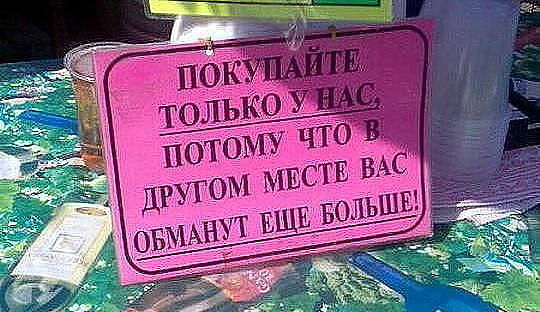 ПОКУПАЙТЕ
ТОЛЬКО У НАС,
ПОТОМУ ЧТО В
ДРУГОМ МЕСТЕ ВАС
ОБМАНУТ ЕЩЕ БОЛЬШЕ!